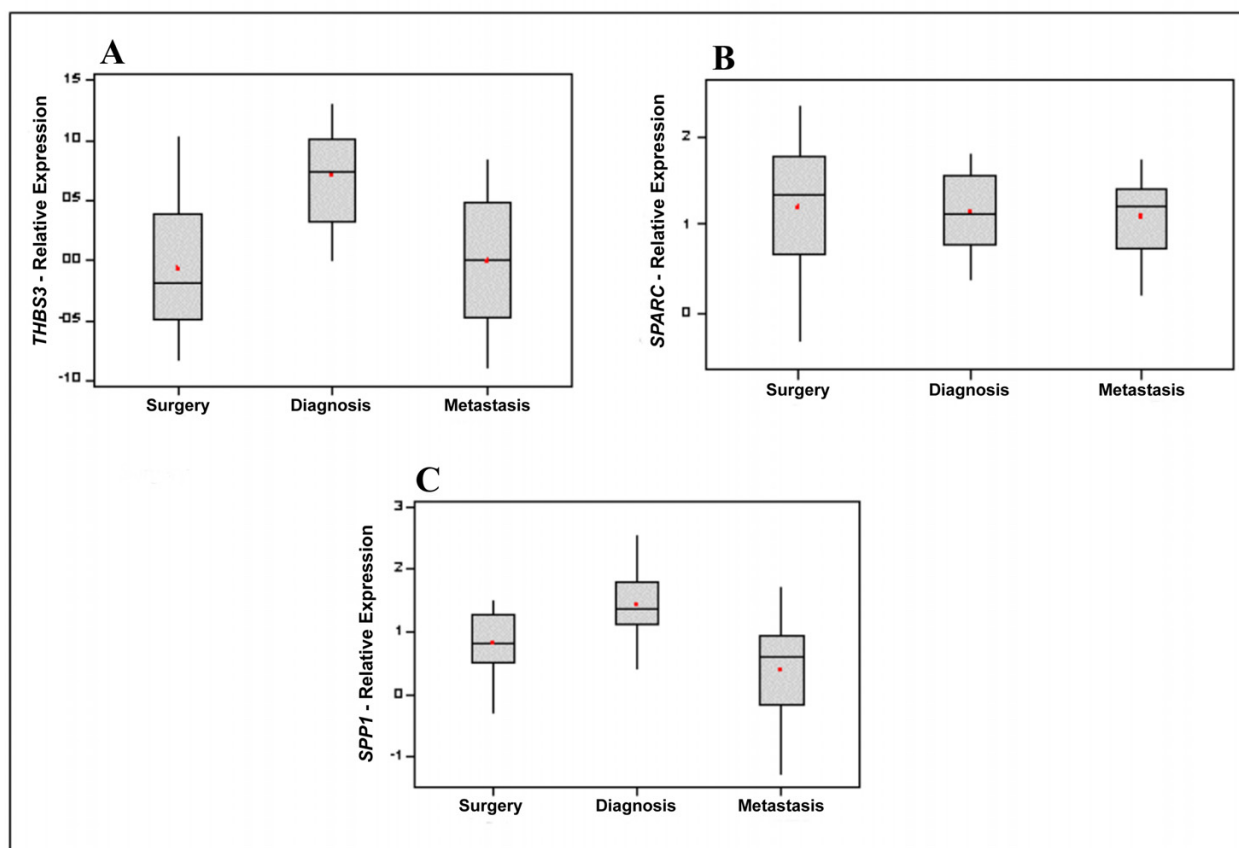 A
THBS3 - Relative Expression
15
10
05
00
-05
-10
Surgery Diagnosis Metastasis
B
SPARC - Relative Expression
2
1
0
Surgery Diagnosis Metastasis
C
SPP1 - Relative Expression
3
2
1
0
-1
Surgery Diagnosis Metastasis